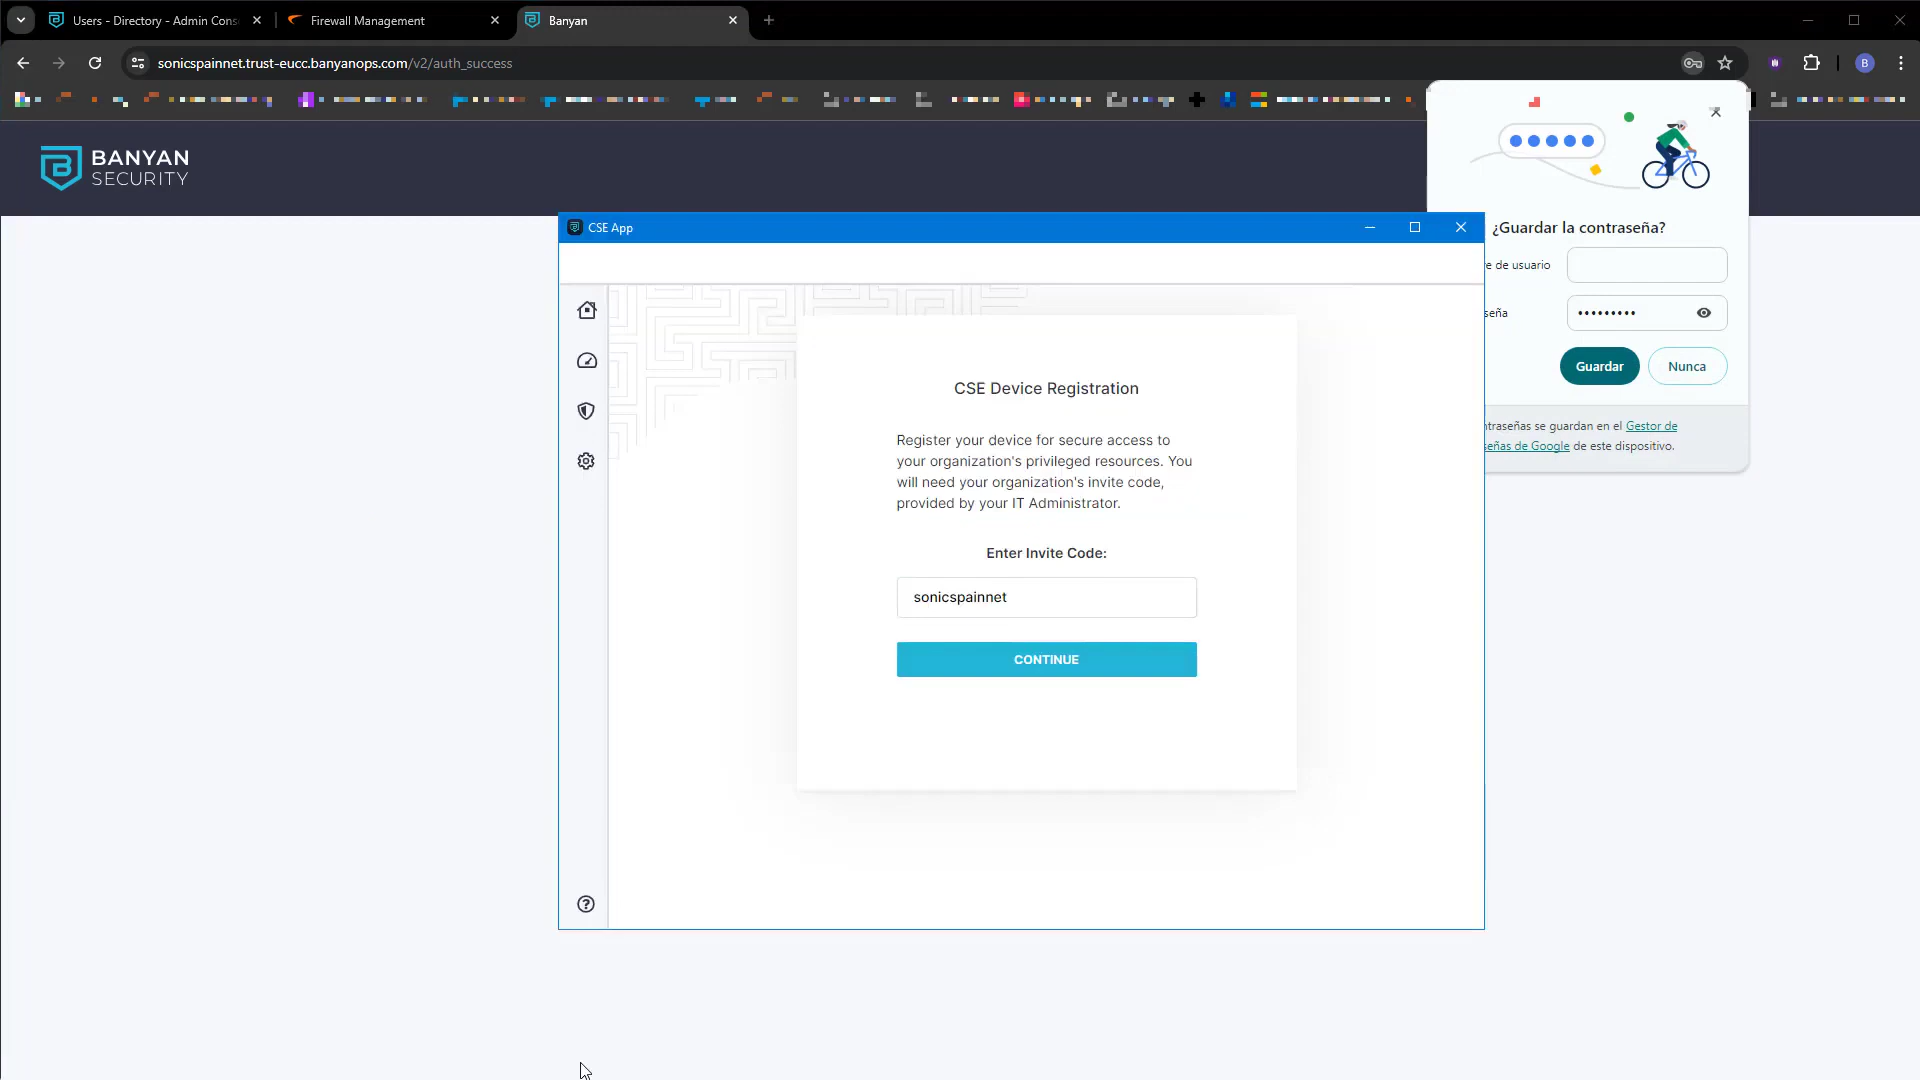 Users - Directory - Admin Cons
Firewall Management
Banyan
sonicspainnet.trust-eucc.banyanops.com/v2/auth_success
B
BANYAN
SECURITY
CSE App
¿Guardar la contraseña?
e de usuario
seña
•••••••••
Guardar
Nunca
ntraseñas se guardan en el Gestor de
señas de Google de este dispositivo.
CSE Device Registration
Register your device for secure access to
your organization's privileged resources. You
will need your organization's invite code,
provided by your IT Administrator.
Enter Invite Code:
sonicspainnet
CONTINUE